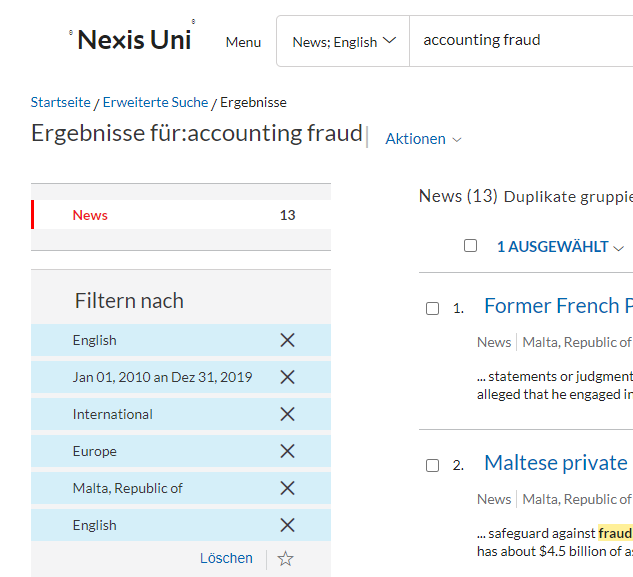 Nexis Uni®
Menu
News; English
accounting fraud
Startseite / Erweiterte Suche / Ergebnisse
Ergebnisse für:accounting fraud
Aktionen
News
13
News (13) Duplikate gruppie
1 AUSGEWÄHLT
Filtern nach
English
Jan 01, 2010 an Dez 31, 2019
International
Europe
Malta, Republic of
English
Löschen
1. Former French P
News | Malta, Republic of
... statements or judgment
alleged that he engaged in
2. Maltese private
News | Malta, Republic of
... safeguard against fraud
has about $4.5 billion of as